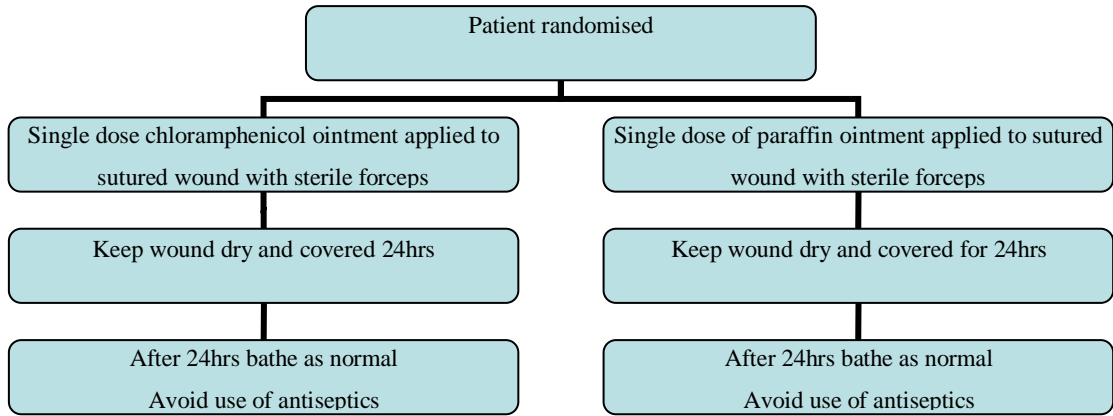 Patient randomised
Single dose chloramphenicol ointment applied to
sutured wound with sterile forceps
Single dose of paraffin ointment applied to sutured
wound with sterile forceps
Keep wound dry and covered 24hrs
Keep wound dry and covered for 24hrs
After 24hrs bathe as normal
Avoid use of antiseptics
After 24hrs bathe as normal
Avoid use of antiseptics